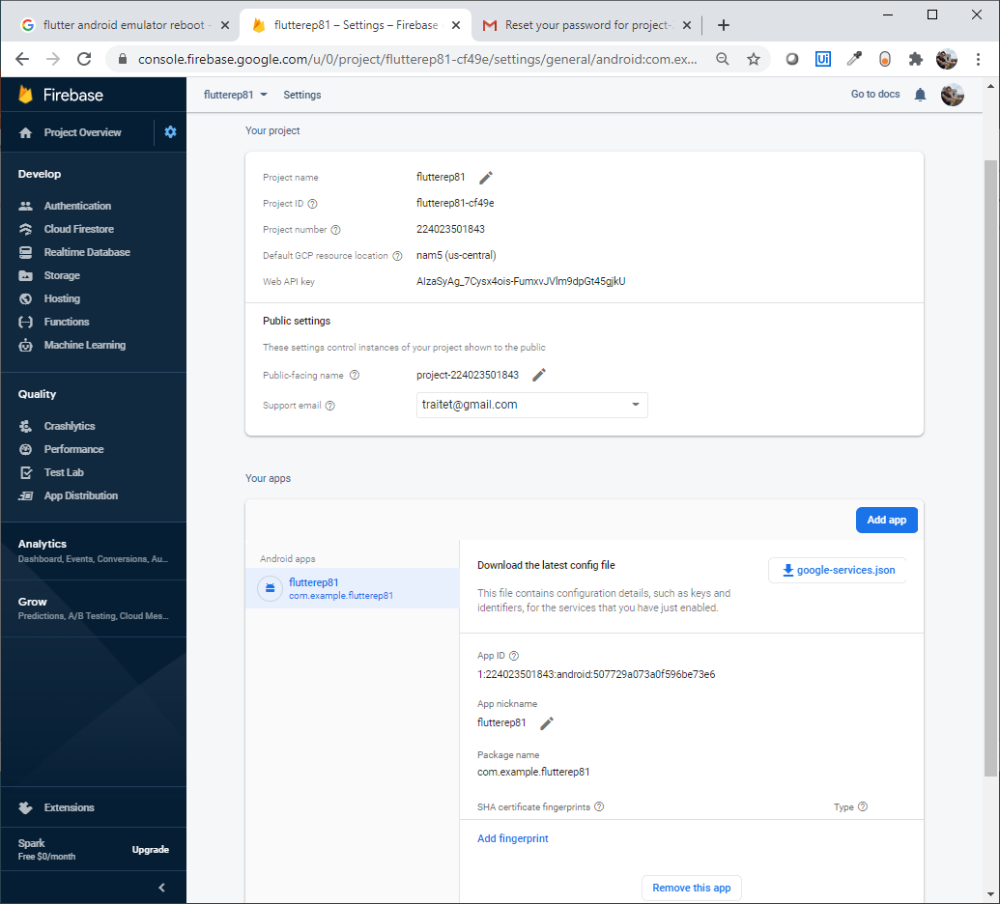 flutter android emulator reboot -
flutterep81 – Settings – Firebase
Reset your password for project-
console.firebase.google.com/u/0/project/flutterep81-cf49e/settings/general/android:com.ex...
Ui
Firebase
flutterep81
Settings
Go to docs
Project Overview
Develop
Authentication
Cloud Firestore
Realtime Database
Storage
Hosting
Functions
Machine Learning
Quality
Crashlytics
Performance
Test Lab
App Distribution
Analytics
Dashboard, Events, Conversions, Au...
Grow
Predictions, A/B Testing, Cloud Mes...
Extensions
Spark
Free $0/month
Upgrade
Your project
Project name
flutterep81
Project ID
flutterep81-cf49e
Project number
224023501843
Default GCP resource location
nam5 (us-central)
Web API key
AIzaSyAg_7Cysx4ois-FumxvJVlm9dpGt45gjkU
Public settings
These settings control instances of your project shown to the public
Public-facing name
project-224023501843
Support email
traitet@gmail.com
Your apps
Add app
Android apps
flutterep81
com.example.flutterep81
Download the latest config file
google-services.json
This file contains configuration details, such as keys and
identifiers, for the services that you have just enabled.
App ID
1:224023501843:android:507729a073a0f596be73e6
App nickname
flutterep81
Package name
com.example.flutterep81
SHA certificate fingerprints
Type
Add fingerprint
Remove this app